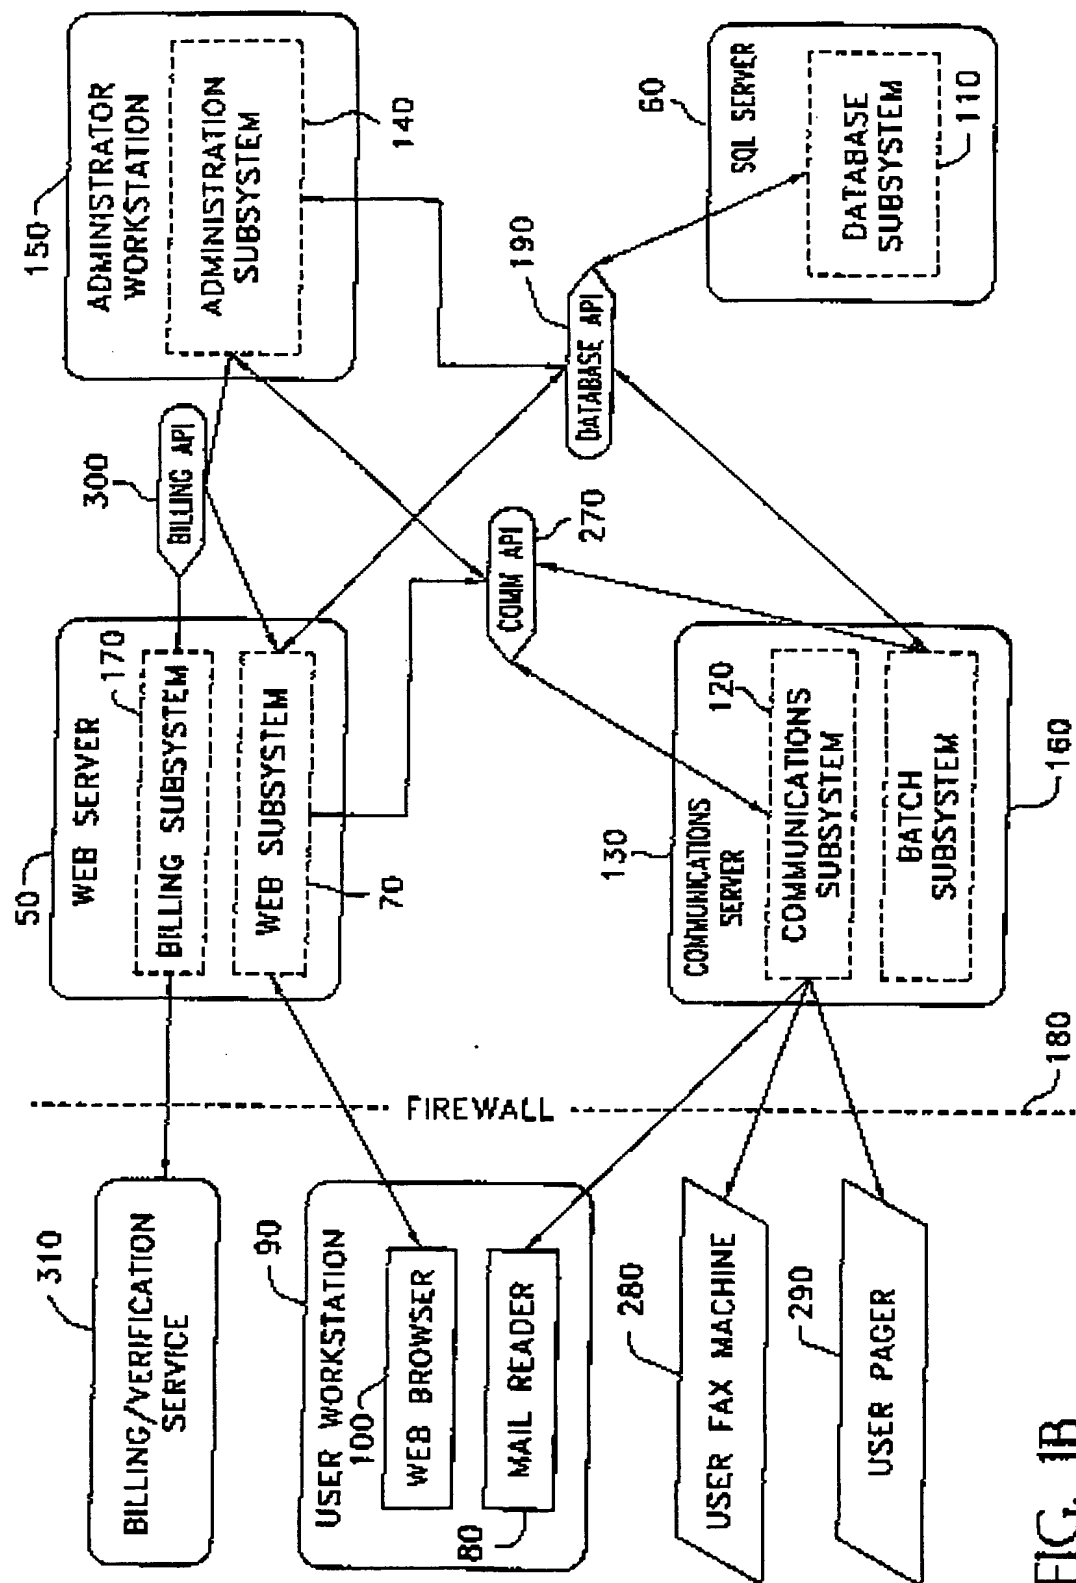 310
BILLING/VERIFICATION
SERVICE
90
USER WORKSTATION
100
WEB BROWSER
MAIL READER
80
280
USER FAX MACHINE
290
USER PAGER
FIREWALL
180
50
WEB SERVER
170
BILLING SUBSYSTEM
WEB SUBSYSTEM
70
130
COMMUNICATIONS
SERVER
120
COMMUNICATIONS
SUBSYSTEM
BATCH
SUBSYSTEM
160
300
BILLING API
COMM API
270
190
DATABASE API
150
ADMINISTRATOR
WORKSTATION
ADMINISTRATION
SUBSYSTEM
140
60
SQL SERVER
DATABASE
SUBSYSTEM
110
FIG. 1B